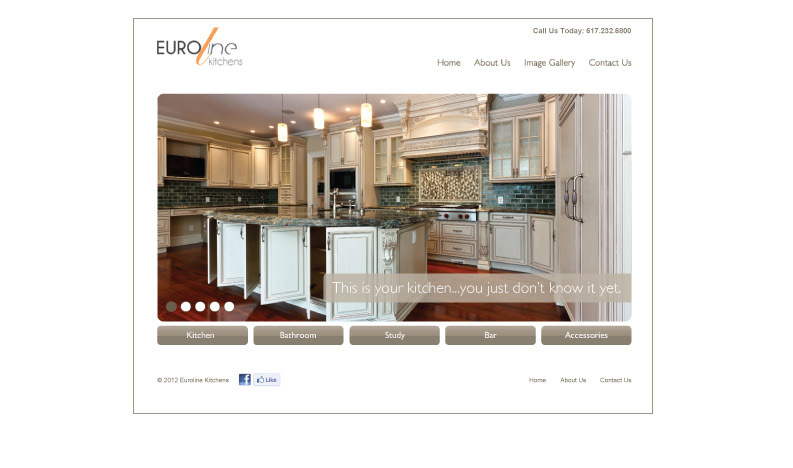 Call Us Today: 617.232.6800
EUROline
kitchens
Home About Us Image Gallery Contact Us
This is your kitchen...you just don't know it yet.
Kitchen Bathroom Study Bar Accessories
© 2012 Euroline Kitchens f Like Home About Us Contact Us